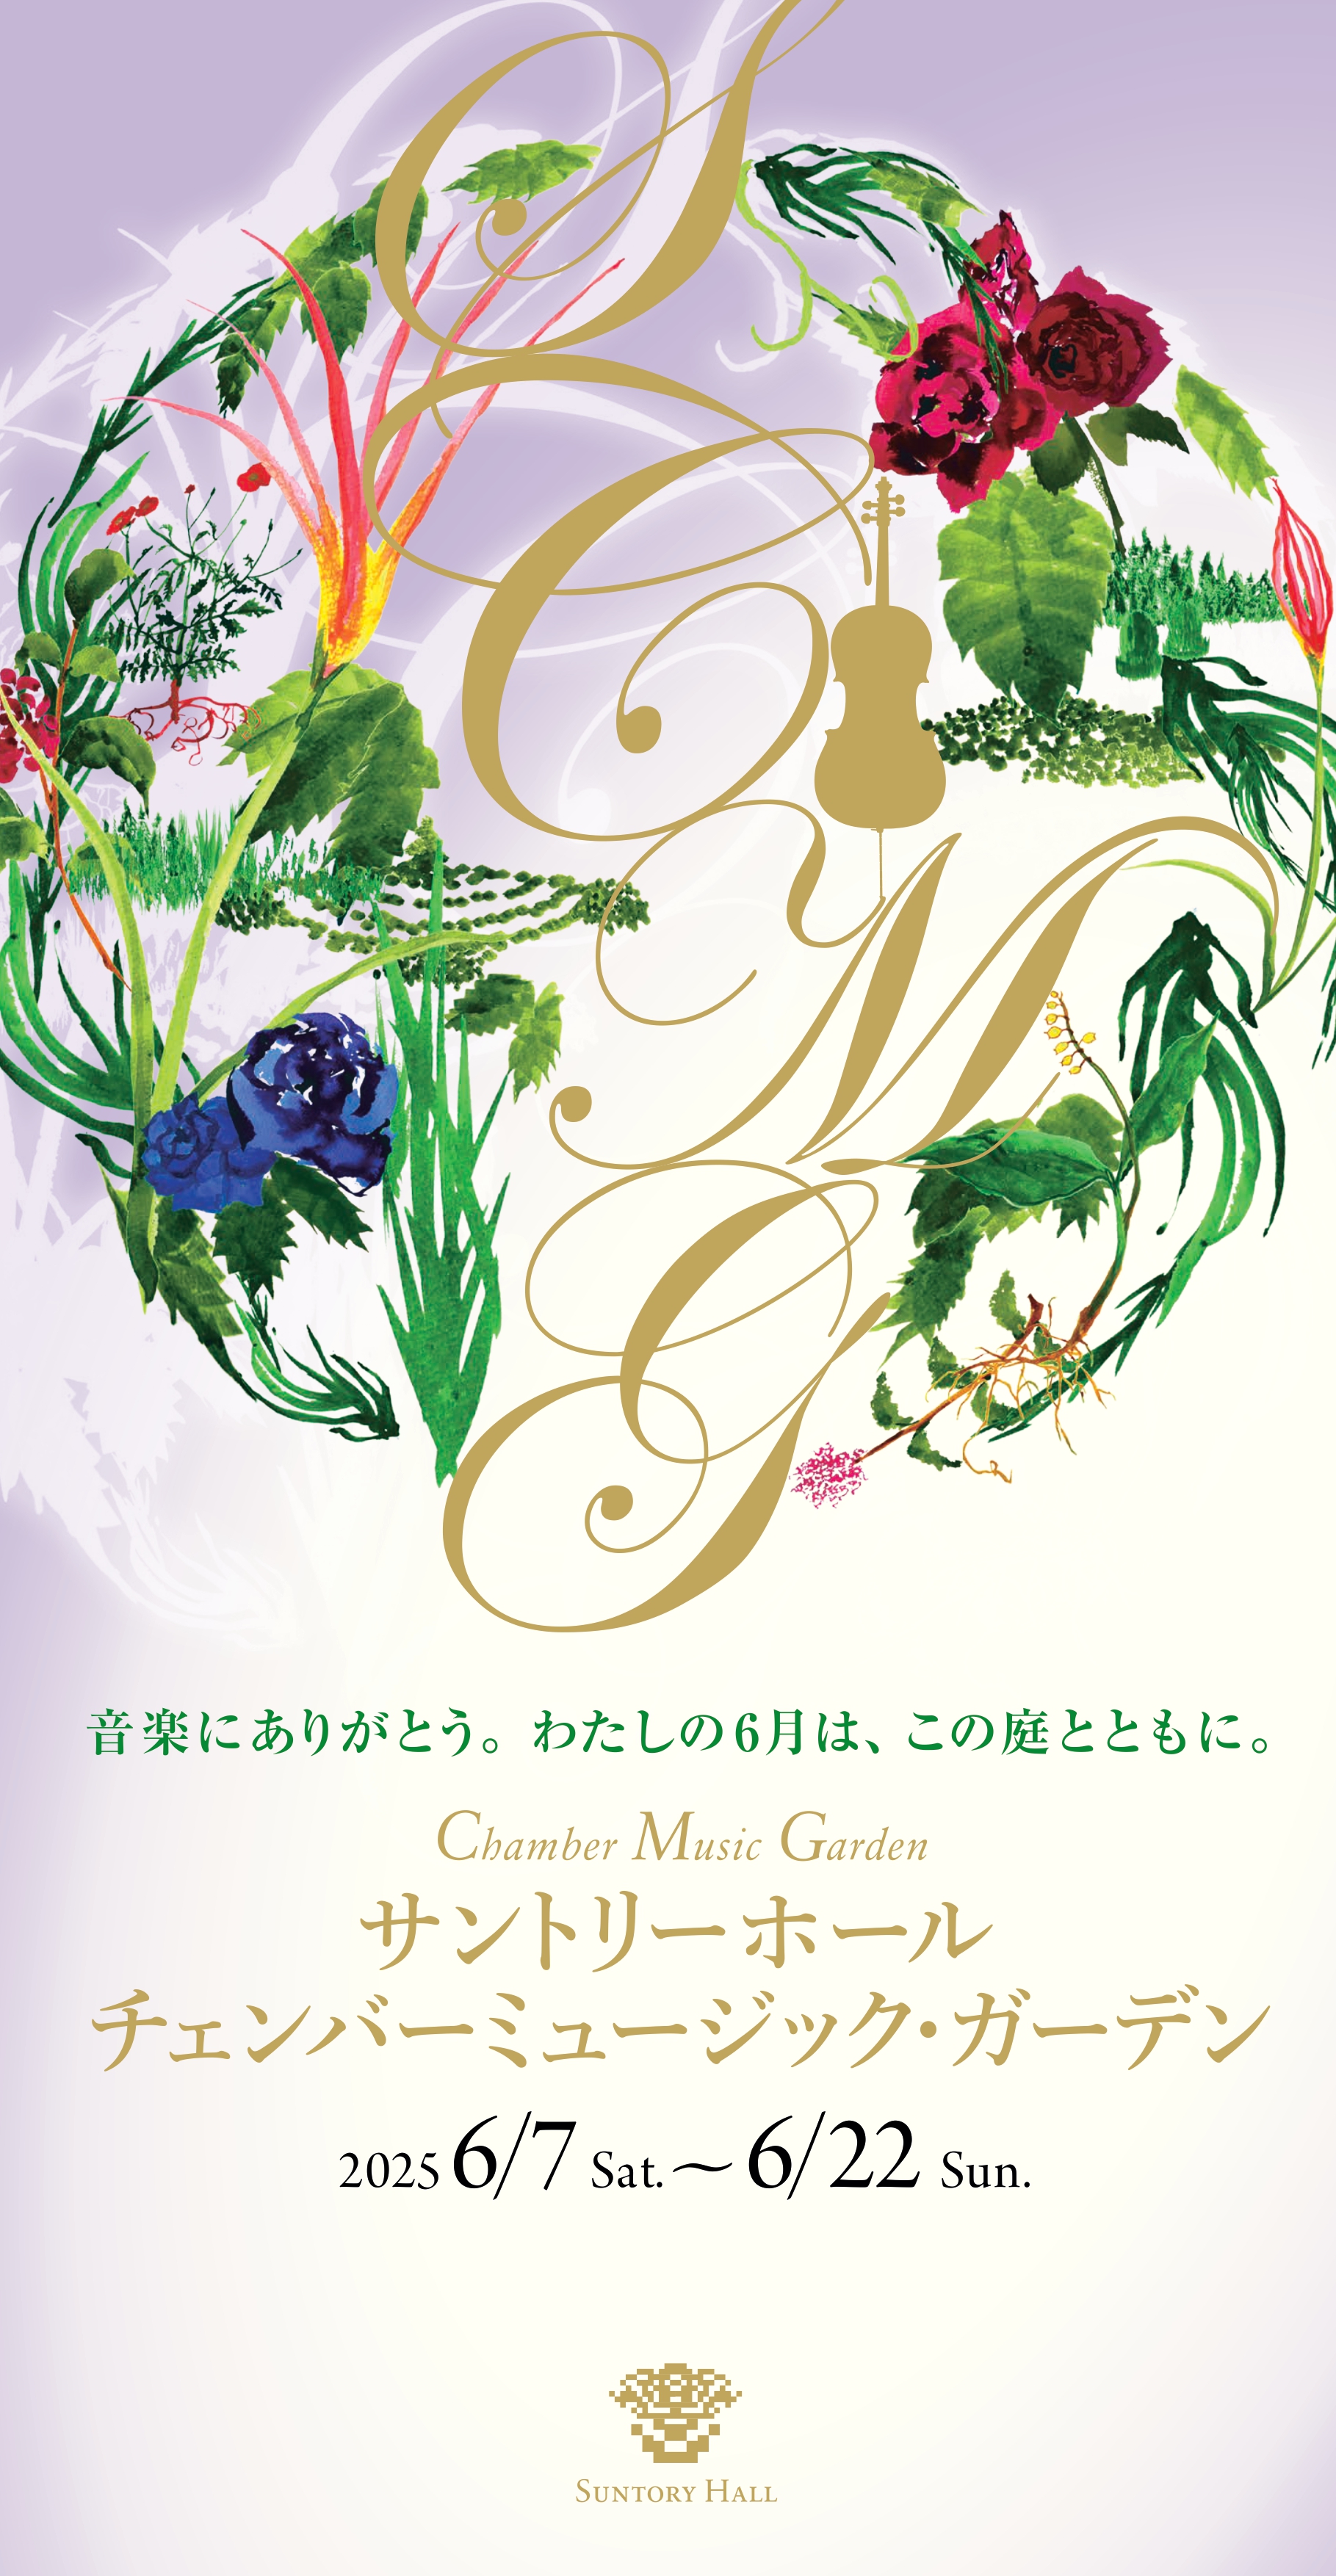 S
C
M
G
音楽にありがとう。わたしの6月は、この庭とともに。
Chamber Music Garden
サントリーホール
チェンバーミュージック・ガーデン
2025 6/7 Sat.～6/22 Sun.
SUNTORY HALL